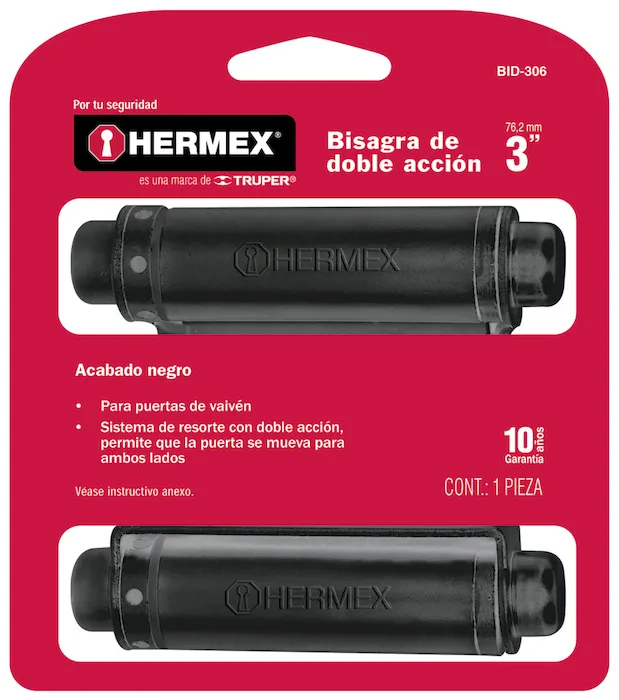 BID-306
Por tu seguridad
HERMEX®
es una marca de TRUPER®
Bisagra de
doble acción
76,2 mm
3”
HERMEX
Acabado negro
• Para puertas de vaivén
• Sistema de resorte con doble acción,
permite que la puerta se mueva para
ambos lados
10 años
Garantía
Véase instructivo anexo.
CONT.: 1 PIEZA
HERMEX